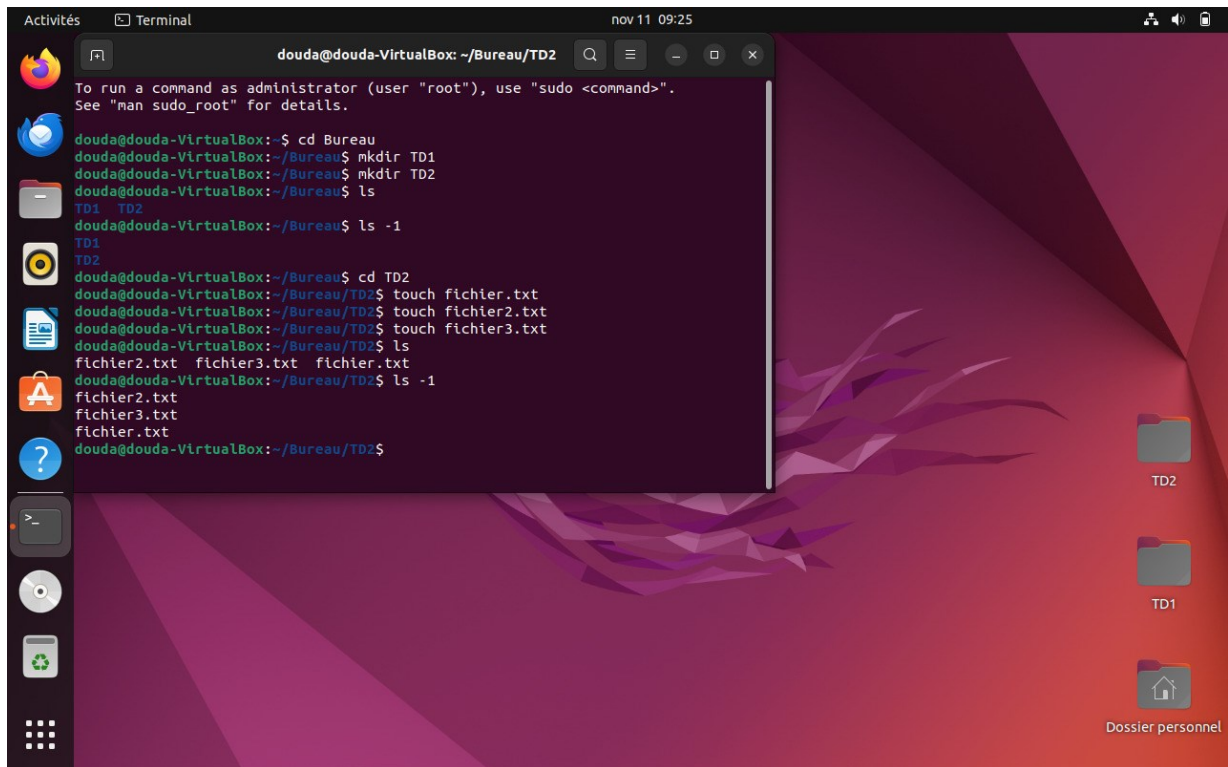 Activités Terminal nov 11 09:25
douda@douda-VirtualBox: ~/Bureau/TD2
To run a command as administrator (user "root"), use "sudo <command>".
See "man sudo_root" for details.
douda@douda-VirtualBox:~$ cd Bureau
douda@douda-VirtualBox:~/Bureau$ mkdir TD1
douda@douda-VirtualBox:~/Bureau$ mkdir TD2
douda@douda-VirtualBox:~/Bureau$ ls
TD1  TD2
douda@douda-VirtualBox:~/Bureau$ ls -1
TD1
TD2
douda@douda-VirtualBox:~/Bureau$ cd TD2
douda@douda-VirtualBox:~/Bureau/TD2$ touch fichier.txt
douda@douda-VirtualBox:~/Bureau/TD2$ touch fichier2.txt
douda@douda-VirtualBox:~/Bureau/TD2$ touch fichier3.txt
douda@douda-VirtualBox:~/Bureau/TD2$ ls
fichier2.txt  fichier3.txt  fichier.txt
douda@douda-VirtualBox:~/Bureau/TD2$ ls -1
fichier2.txt
fichier3.txt
fichier.txt
douda@douda-VirtualBox:~/Bureau/TD2$
TD2
TD1
Dossier personnel